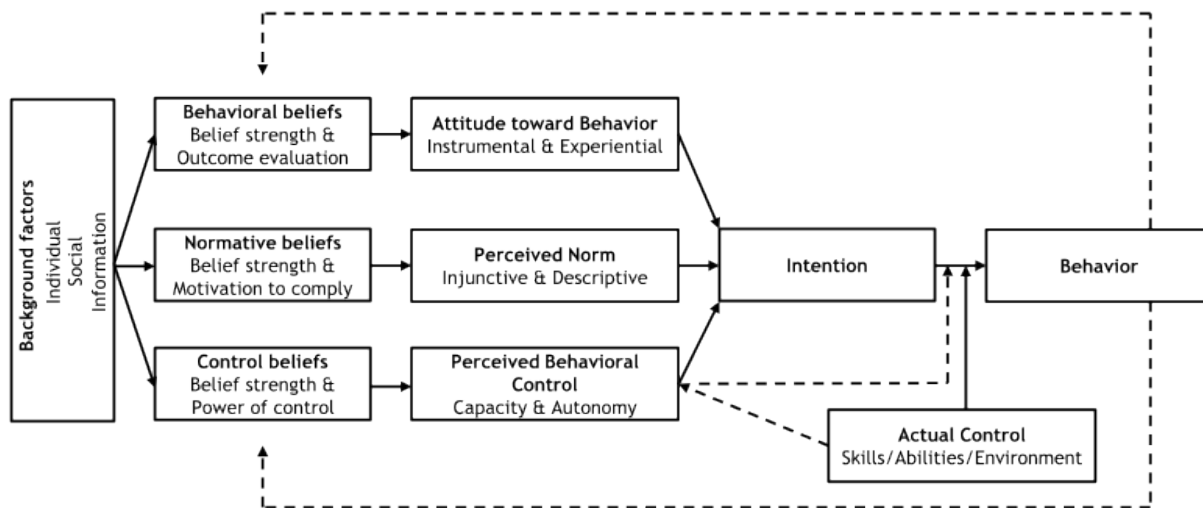 Background factors
Individual
Social
Information
Behavioral beliefs
Belief strength &
Outcome evaluation
Attitude toward Behavior
Instrumental & Experiential
Normative beliefs
Belief strength &
Motivation to comply
Perceived Norm
Injunctive & Descriptive
Intention
Behavior
Control beliefs
Belief strength &
Power of control
Perceived Behavioral
Control
Capacity & Autonomy
Actual Control
Skills/Abilities/Environment